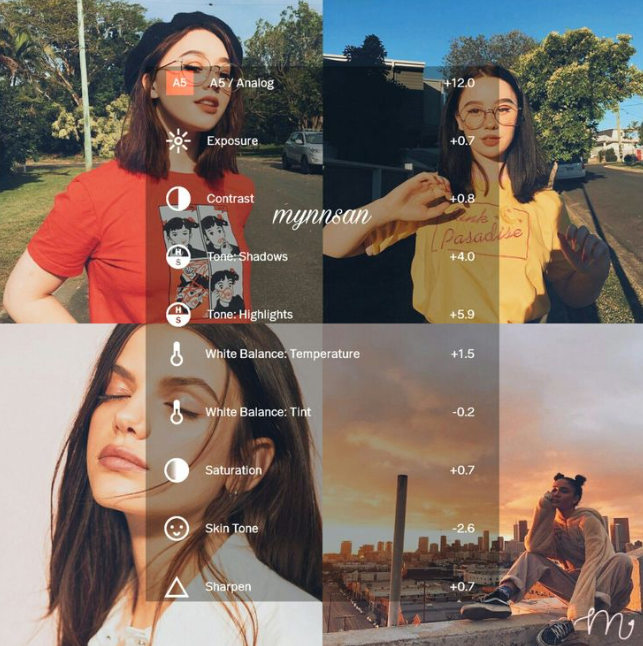 A5 A5 / Analog +12.0
Exposure +0.7
Contrast +0.8
mynnsan
Tone: Shadows +4.0
Tone: Highlights +5.9
White Balance: Temperature +1.5
White Balance: Tint -0.2
Saturation +0.7
Skin Tone -2.6
Sharpen +0.7
Pasadise
m